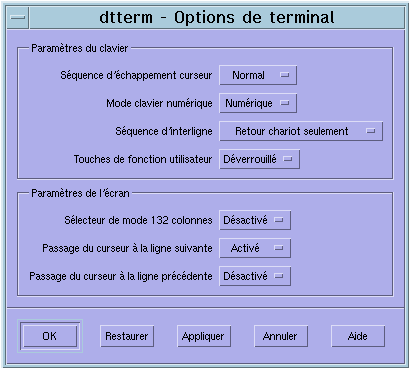 dtterm - Options de terminal
Paramètres du clavier
Séquence d'échappement curseur Normal
Mode clavier numérique Numérique
Séquence d'interligne Retour chariot seulement
Touches de fonction utilisateur Déverrouillé
Paramètres de l'écran
Sélecteur de mode 132 colonnes Désactivé
Passage du curseur à la ligne suivante Activé
Passage du curseur à la ligne précédente Désactivé
OK Restaurer Appliquer Annuler Aide